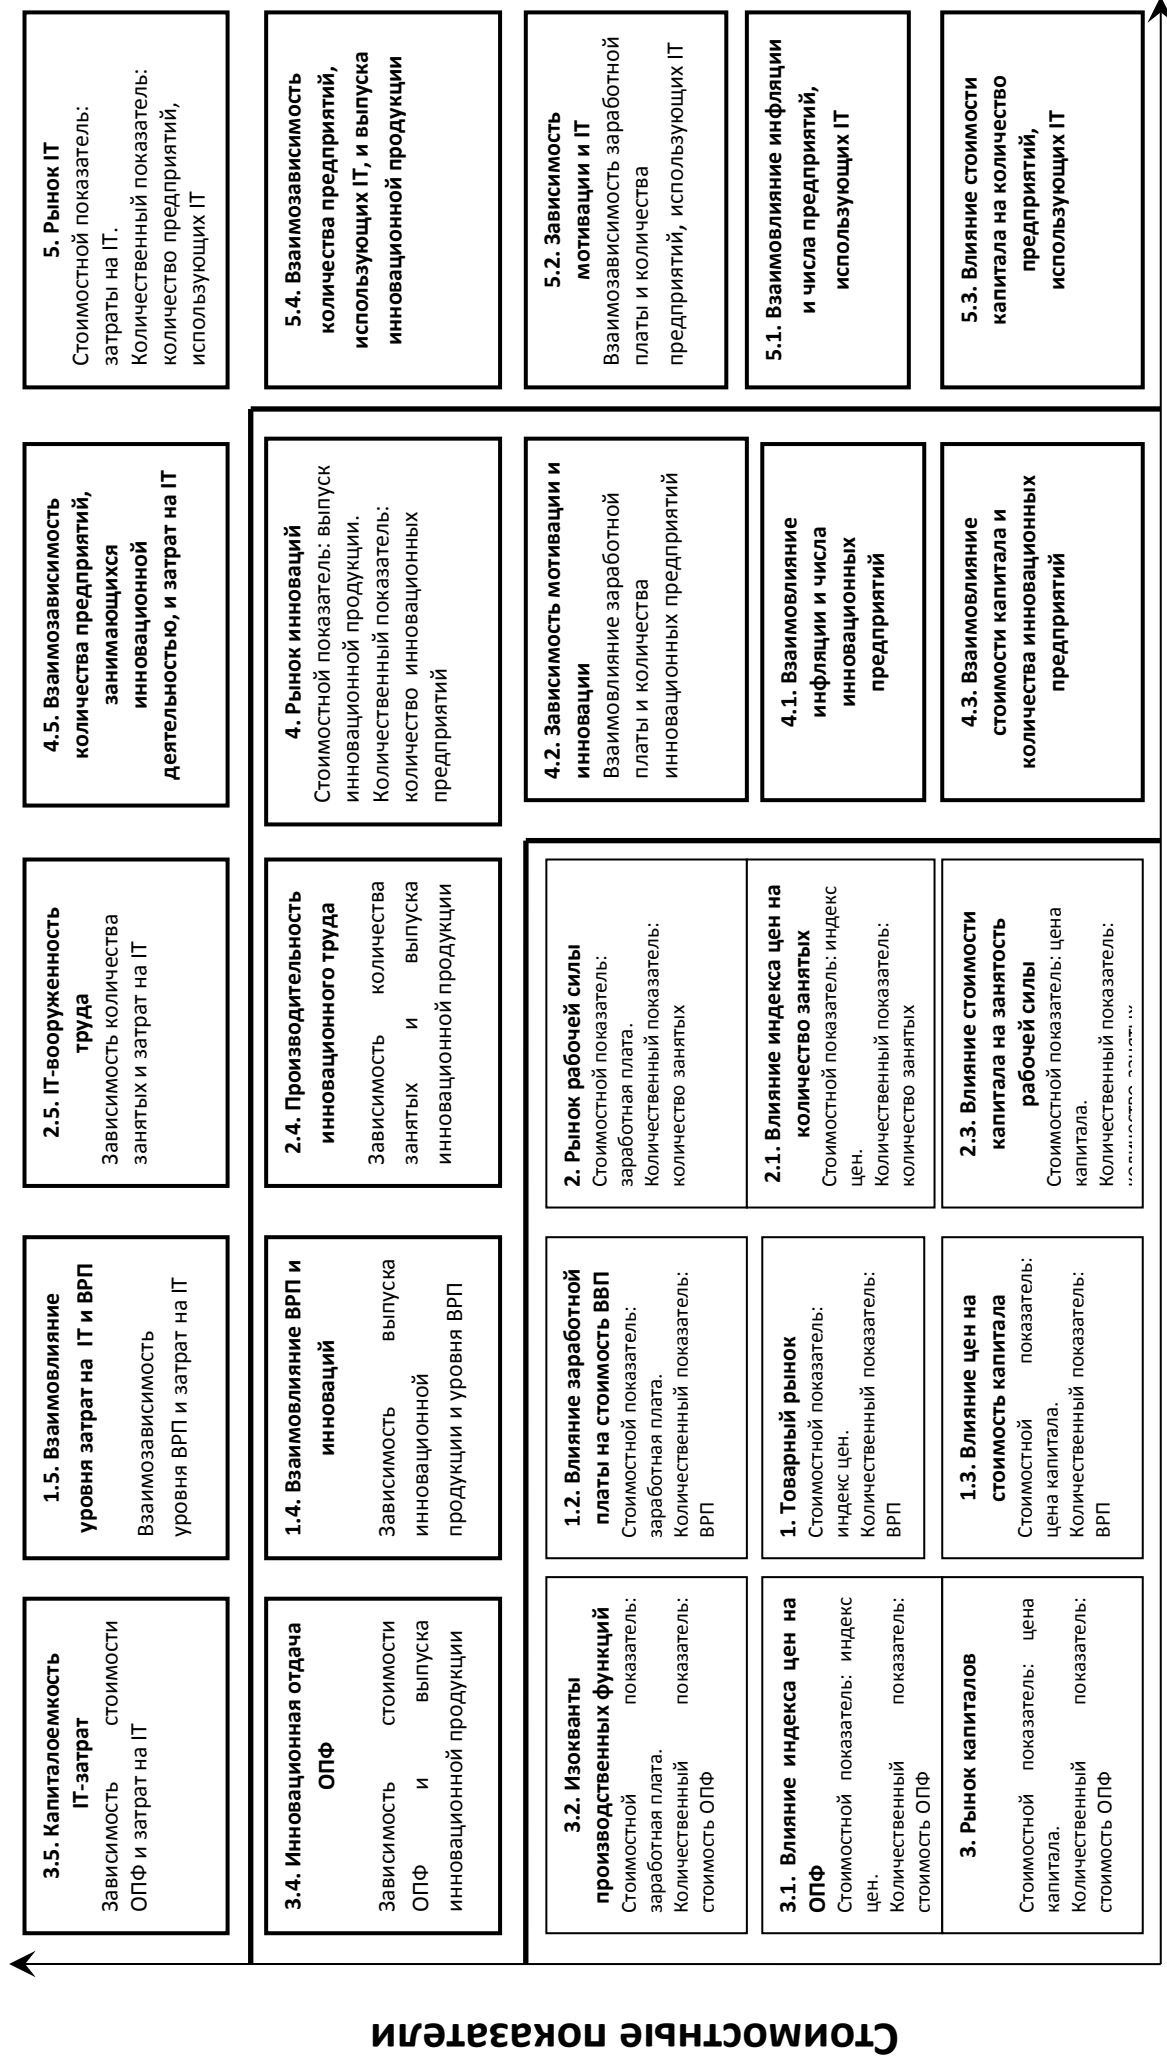 Стоимостные показатели
3.5. Капиталоемкость
IT-затрат
Зависимость стоимости
ОПФ и затрат на IT
1.5. Взаимовлияние
уровня затрат на IT и ВРП
Взаимозависимость
уровня ВРП и затрат на IT
2.5. IT-вооруженность
труда
Зависимость количества
занятых и затрат на IT
4.5. Взаимозависимость
количества предприятий,
занимающихся
инновационной
деятельностью, и затрат на IT
5. Рынок IT
Стоимостной показатель:
затраты на IT.
Количественный показатель:
количество предприятий,
использующих IT
3.4. Инновационная отдача
ОПФ
Зависимость стоимости
ОПФ и выпуска
инновационной продукции
1.4. Взаимовлияние ВРП и
инноваций
Зависимость выпуска
инновационной
продукции и уровня ВРП
2.4. Производительность
инновационного труда
Зависимость количества
занятых и выпуска
инновационной продукции
4. Рынок инноваций
Стоимостной показатель: выпуск
инновационной продукции.
Количественный показатель:
количество инновационных
предприятий
5.4. Взаимозависимость
количества предприятий,
использующих IT, и выпуска
инновационной продукции
3.2. Изокванты
производственных функций
Стоимостной показатель:
заработная плата.
Количественный показатель:
стоимость ОПФ
1.2. Влияние заработной
платы на стоимость ВВП
Стоимостной показатель:
заработная плата.
Количественный показатель:
ВРП
2. Рынок рабочей силы
Стоимостной показатель:
заработная плата.
Количественный показатель:
количество занятых
4.2. Зависимость мотивации и
инновации
Взаимовлияние заработной
платы и количества
инновационных предприятий
5.2. Зависимость
мотивации и IT
Взаимозависимость заработной
платы и количества
предприятий, использующих IT
3.1. Влияние индекса цен на
ОПФ
Стоимостной показатель: индекс
цен.
Количественный показатель:
стоимость ОПФ
1. Товарный рынок
Стоимостной показатель:
индекс цен.
Количественный показатель:
ВРП
2.1. Влияние индекса цен на
количество занятых
Стоимостной показатель: индекс
цен.
Количественный показатель:
количество занятых
4.1. Взаимовлияние
инфляции и числа
инновационных
предприятий
5.1. Взаимовлияние инфляции
и числа предприятий,
использующих IT
3. Рынок капиталов
Стоимостной показатель: цена
капитала.
Количественный показатель:
стоимость ОПФ
1.3. Влияние цен на
стоимость капитала
Стоимостной показатель:
цена капитала.
Количественный показатель:
ВРП
2.3. Влияние стоимости
капитала на занятость
рабочей силы
Стоимостной показатель: цена
капитала.
Количественный показатель:
4.3. Взаимовлияние
стоимости капитала и
количества инновационных
предприятий
5.3. Влияние стоимости
капитала на количество
предприятий,
использующих IT